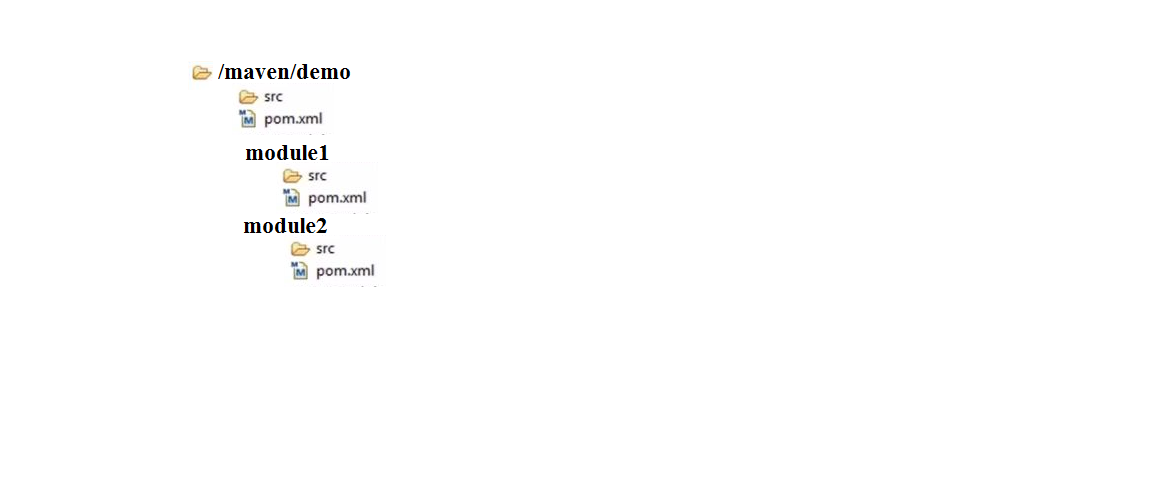 /maven/demo
src
pom.xml
module1
src
pom.xml
module2
src
pom.xml